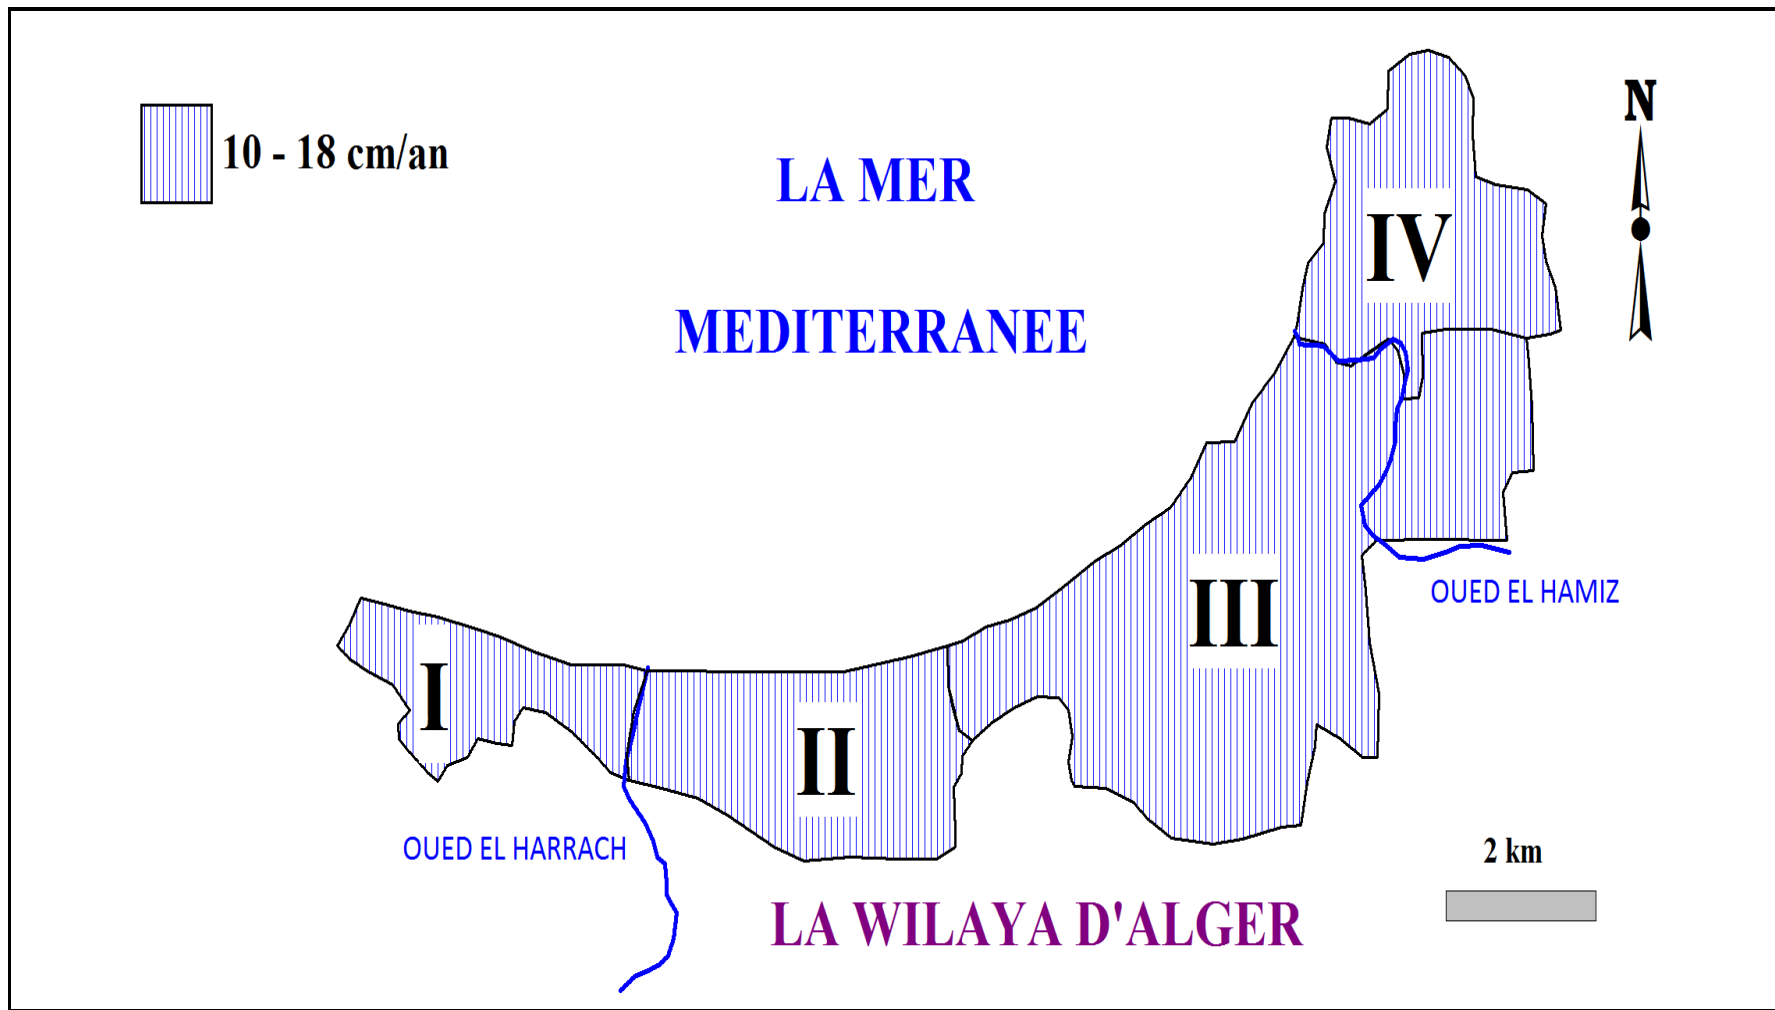 10 - 18 cm/an
LA MER
MEDITERRANEE
N
IV
III
OUED EL HAMIZ
I
II
OUED EL HARRACH
2 km
LA WILAYA D'ALGER